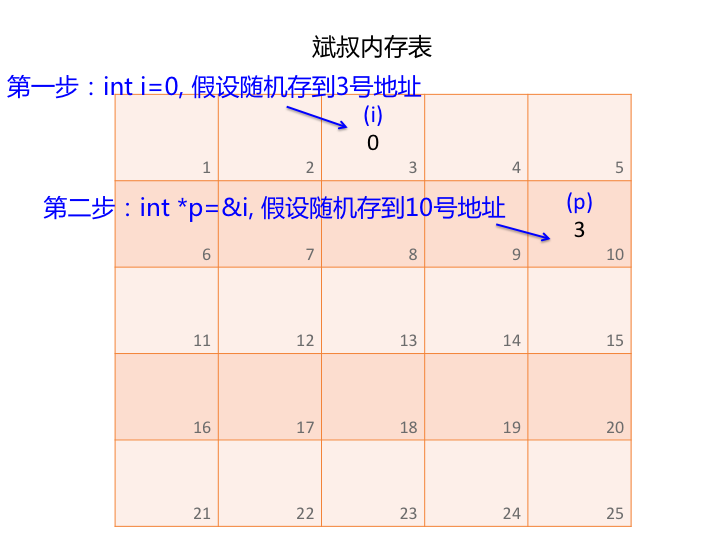 斌叔内存表
第一步：int i=0, 假设随机存到3号地址
(i)
0
1 2 3 4 5
第二步：int *p=&i, 假设随机存到10号地址
(p)
3
6 7 8 9 10
11 12 13 14 15
16 17 18 19 20
21 22 23 24 25